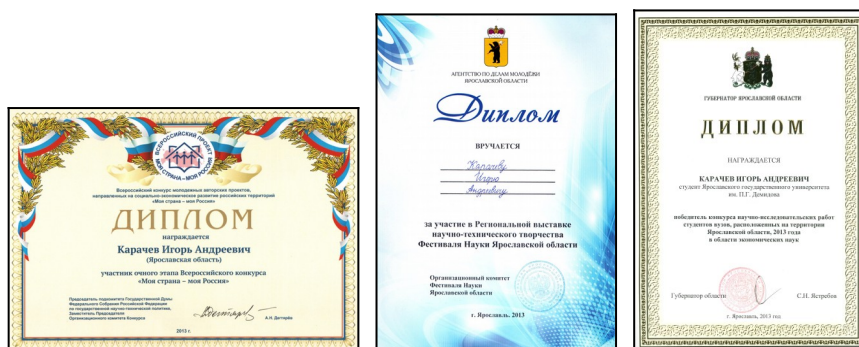 ВСЕРОССИЙСКИЙ ПРОЕКТ
МОЯ СТРАНА – МОЯ РОССИЯ
Всероссийский конкурс молодежных авторских проектов,
направленных на социально-экономическое развитие российских территорий
«Моя страна – моя Россия»
ДИПЛОМ
награждается
Карачев Игорь Андреевич
(Ярославская область)
участник очного этапа Всероссийского конкурса
«Моя страна – моя Россия»
Председатель подкомитета Государственной Думы
Федерального Собрания Российской Федерации
по государственной научно-технической политике,
Заместитель Председателя
Организационного комитета Конкурса
А.И. Дегтярёв
2013 г.
АГЕНТСТВО ПО ДЕЛАМ МОЛОДЁЖИ
ЯРОСЛАВСКОЙ ОБЛАСТИ
Диплом
ВРУЧАЕТСЯ
Карачеву
Игорю
Андреевичу
за участие в Региональной выставке
научно-технического творчества
Фестиваля Науки Ярославской области
Организационный комитет
Фестиваля Науки
Ярославской области
г. Ярославль, 2013
ГУБЕРНАТОР ЯРОСЛАВСКОЙ ОБЛАСТИ
ДИПЛОМ
НАГРАЖДАЕТСЯ
КАРАЧЕВ ИГОРЬ АНДРЕЕВИЧ
студент Ярославского государственного университета
им. П.Г. Демидова
победитель конкурса научно-исследовательских работ
студентов вузов, расположенных на территории
Ярославской области, 2013 года
в области экономических наук
Губернатор области
С.Н. Ястребов
г. Ярославль, 2013 год